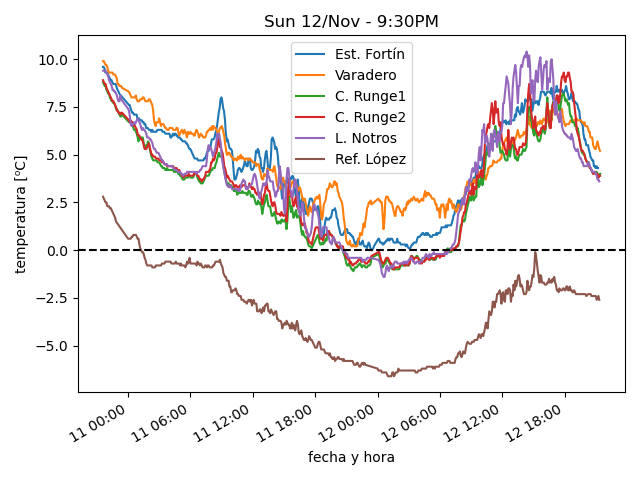 Sun 12/Nov - 9:30PM
Est. Fortín
Varadero
C. Runge1
C. Runge2
L. Notros
Ref. López
temperatura [ºC]
10.0
7.5
5.0
2.5
0.0
−2.5
−5.0
11 00:00
11 06:00
11 12:00
11 18:00
12 00:00
12 06:00
12 12:00
12 18:00
fecha y hora